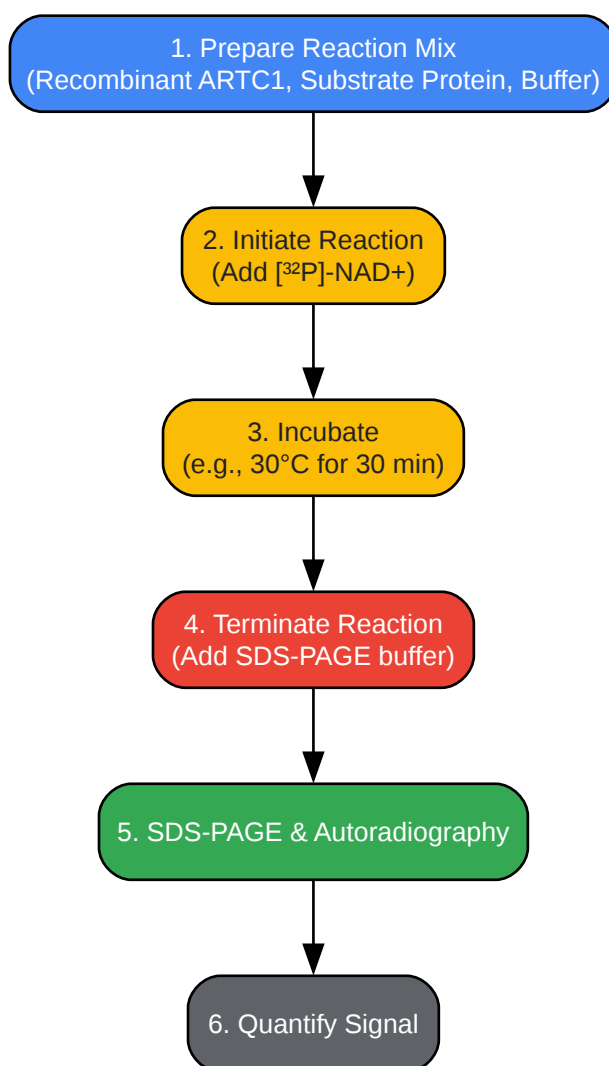 1. Prepare Reaction Mix
(Recombinant ARTC1, Substrate Protein, Buffer)
2. Initiate Reaction
(Add [³²P]-NAD+)
3. Incubate
(e.g., 30°C for 30 min)
4. Terminate Reaction
(Add SDS-PAGE buffer)
5. SDS-PAGE & Autoradiography
6. Quantify Signal